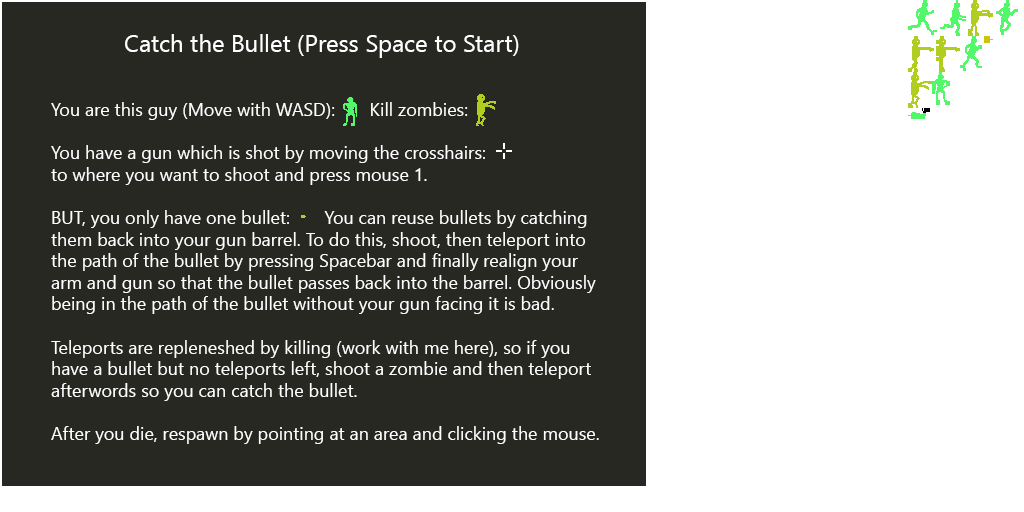 Catch the Bullet (Press Space to Start)
You are this guy (Move with WASD): Kill zombies:
You have a gun which is shot by moving the crosshairs:
to where you want to shoot and press mouse 1.
BUT, you only have one bullet: You can reuse bullets by catching
them back into your gun barrel. To do this, shoot, then teleport into
the path of the bullet by pressing Spacebar and finally realign your
arm and gun so that the bullet passes back into the barrel. Obviously
being in the path of the bullet without your gun facing it is bad.
Teleports are repleneshed by killing (work with me here), so if you
have a bullet but no teleports left, shoot a zombie and then teleport
afterwords so you can catch the bullet.
After you die, respawn by pointing at an area and clicking the mouse.